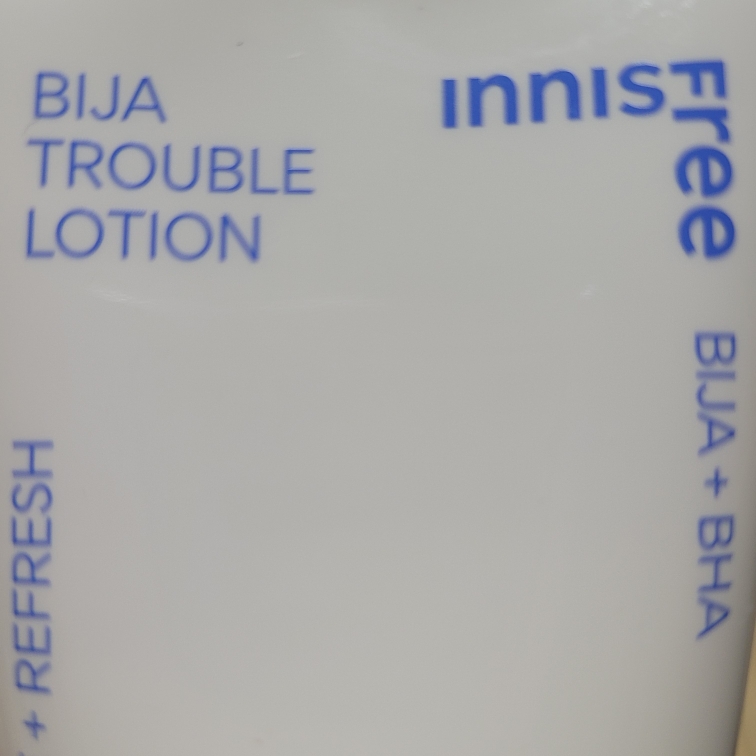 BIJA
TROUBLE
LOTION
INNISFree
BIJA + BHA
+ REFRESH